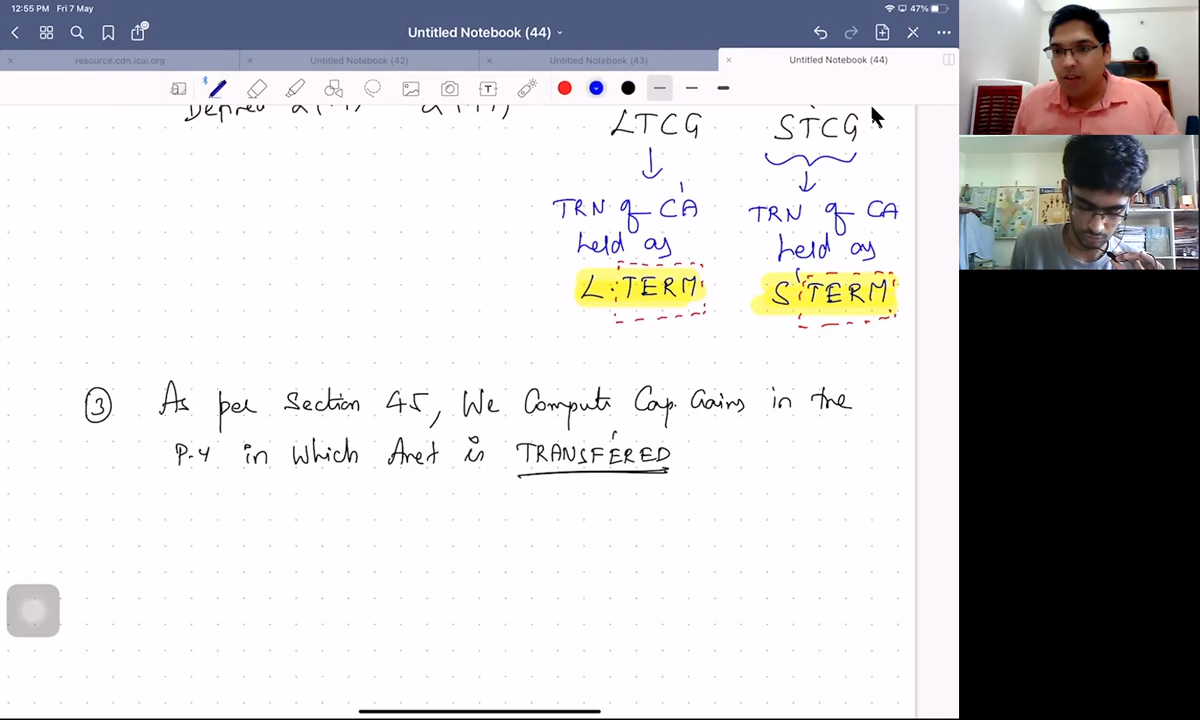 12:55 PM Fri 7 May
47%
Untitled Notebook (44)
resource.cdn.icai.org
Untitled Notebook (42)
Untitled Notebook (43)
Untitled Notebook (44)
LTCG STCG
TRN of CA TRN of CA
held as held as
L.TERM S'TERM
③ As per Section 45, We Compute Cap. Gains in the
P.Y in which Asset is TRANSFERED